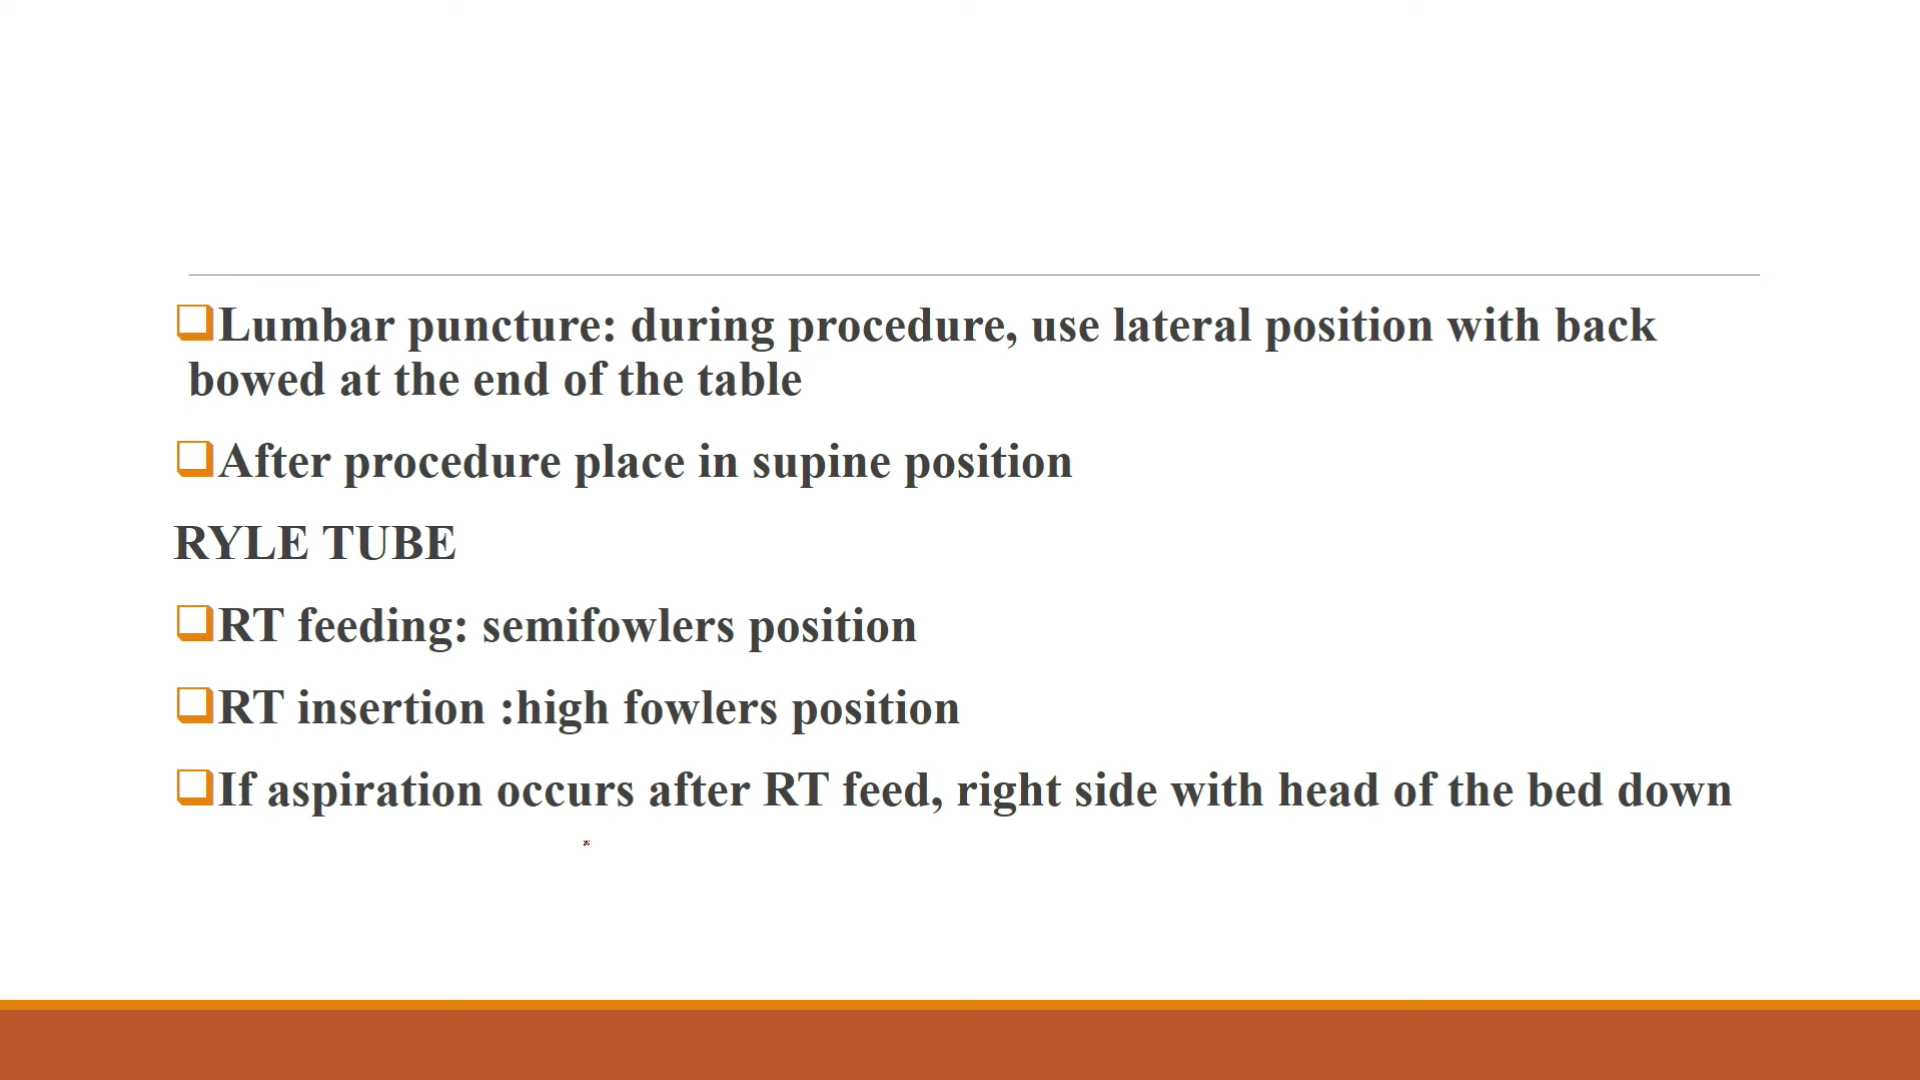 Lumbar puncture: during procedure, use lateral position with back
bowed at the end of the table
After procedure place in supine position
RYLE TUBE
RT feeding: semifowlers position
RT insertion :high fowlers position
If aspiration occurs after RT feed, right side with head of the bed down